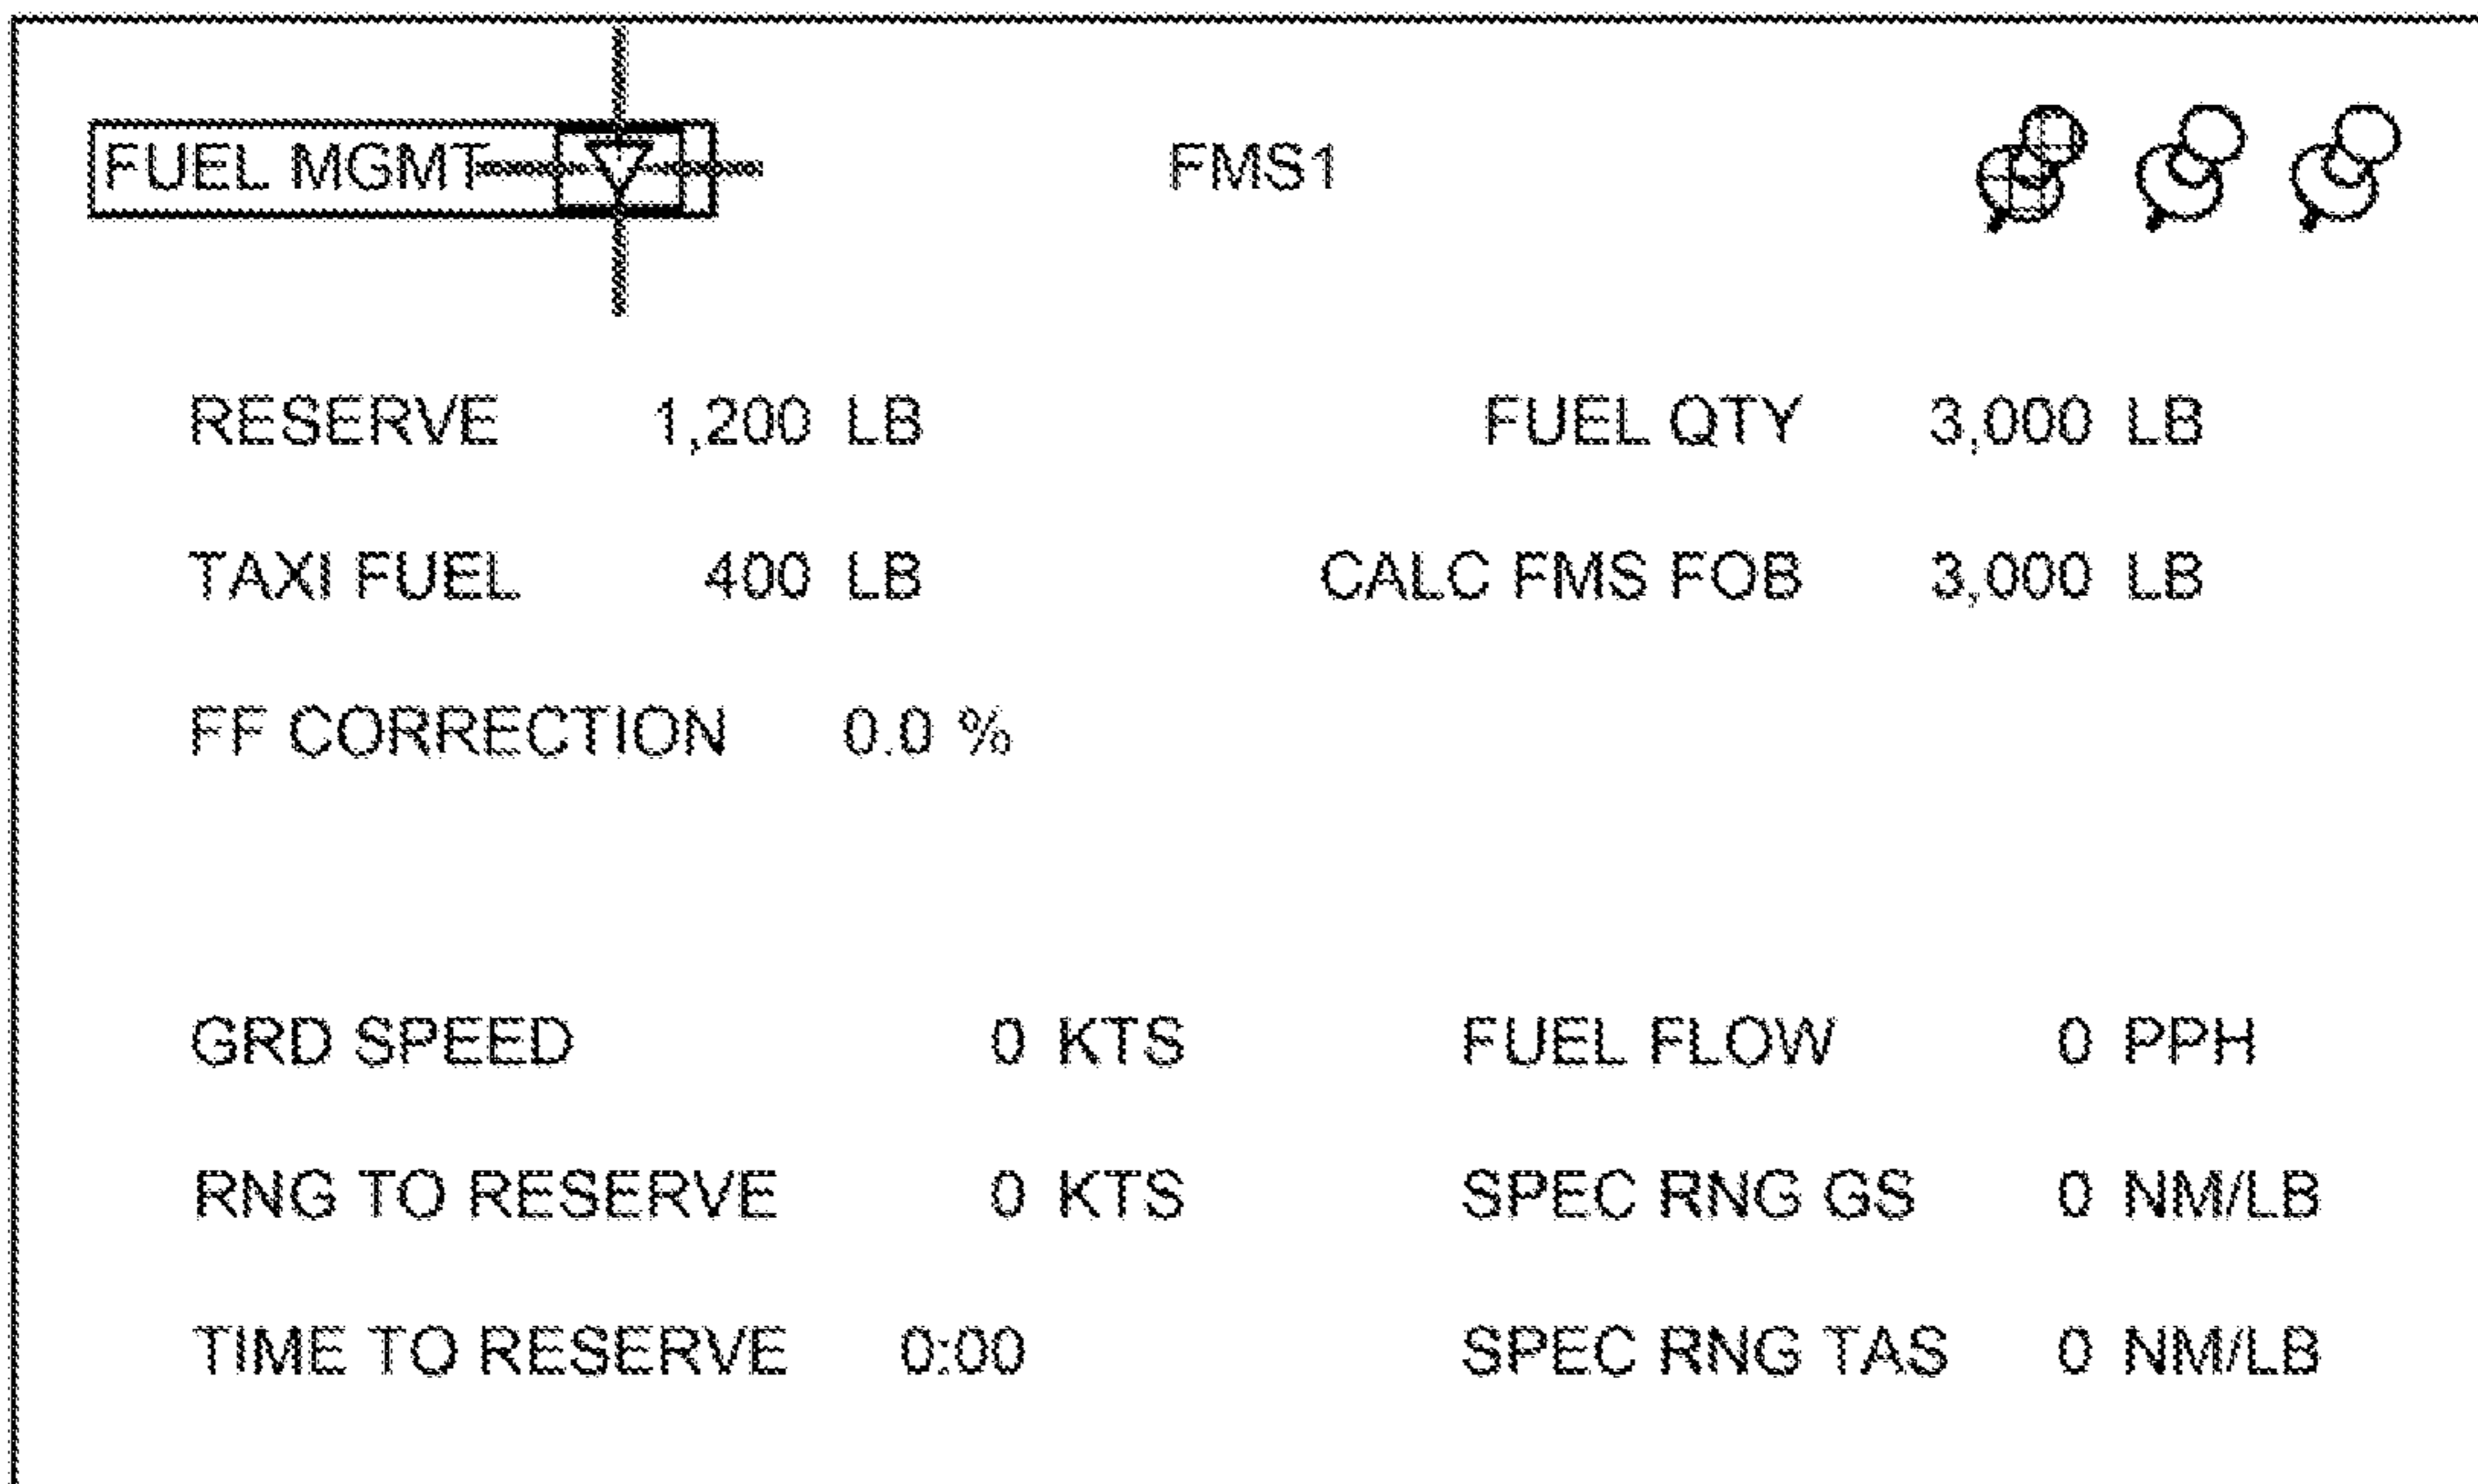 FUEL MGMT FMS1
RESERVE 1,200 LB FUEL QTY 3,000 LB
TAXI FUEL 400 LB CALC FMS FOB 3,000 LB
FF CORRECTION 0.0 %
GRD SPEED 0 KTS FUEL FLOW 0 PPH
RNG TO RESERVE 0 KTS SPEC RNG GS 0 NM/LB
TIME TO RESERVE 0:00 SPEC RNG TAS 0 NM/LB